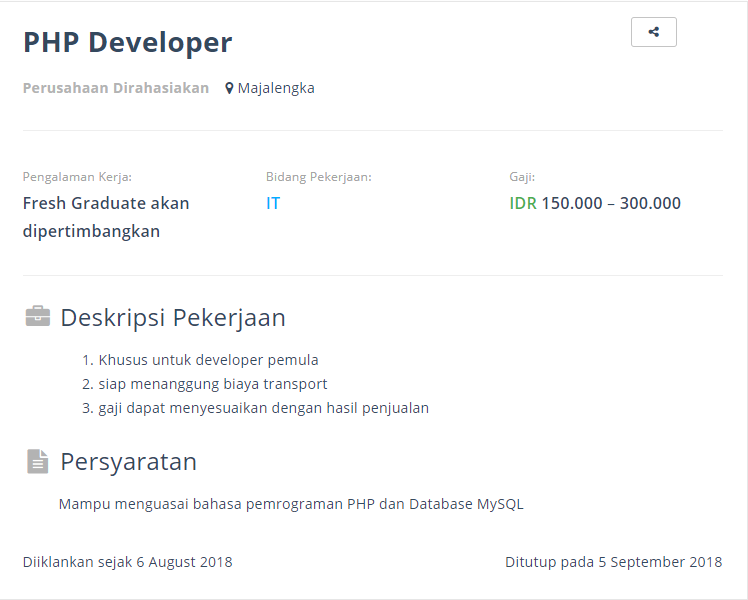 PHP Developer
Perusahaan Dirahasiakan Majalengka
Pengalaman Kerja:
Fresh Graduate akan
dipertimbangkan
Bidang Pekerjaan:
IT
Gaji:
IDR 150.000 – 300.000
Deskripsi Pekerjaan
1. Khusus untuk developer pemula
2. siap menanggung biaya transport
3. gaji dapat menyesuaikan dengan hasil penjualan
Persyaratan
Mampu menguasai bahasa pemrograman PHP dan Database MySQL
Diiklankan sejak 6 August 2018
Ditutup pada 5 September 2018